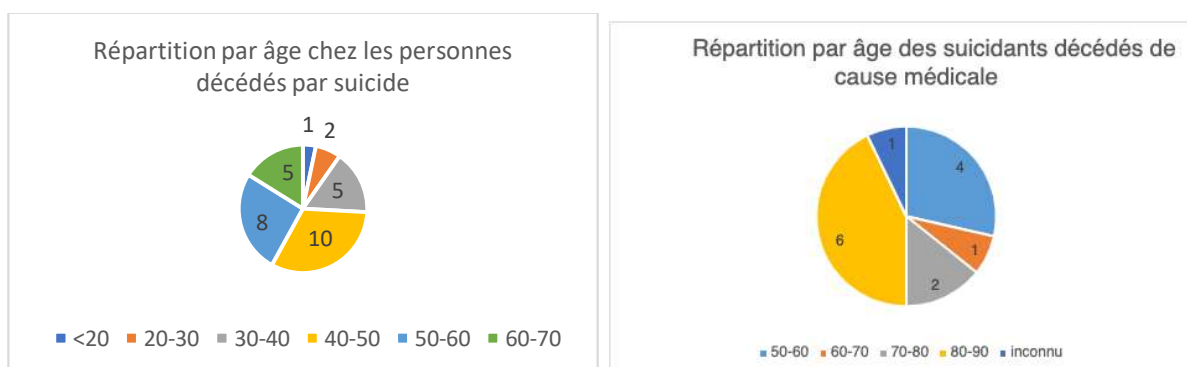 Répartition par âge chez les personnes
décédés par suicide
1
2
5
5
8
10
<20 20-30 30-40 40-50 50-60 60-70
Répartition par âge des suicidants décédés de
cause médicale
1
4
6
1
2
50-60 60-70 70-80 80-90 inconnu